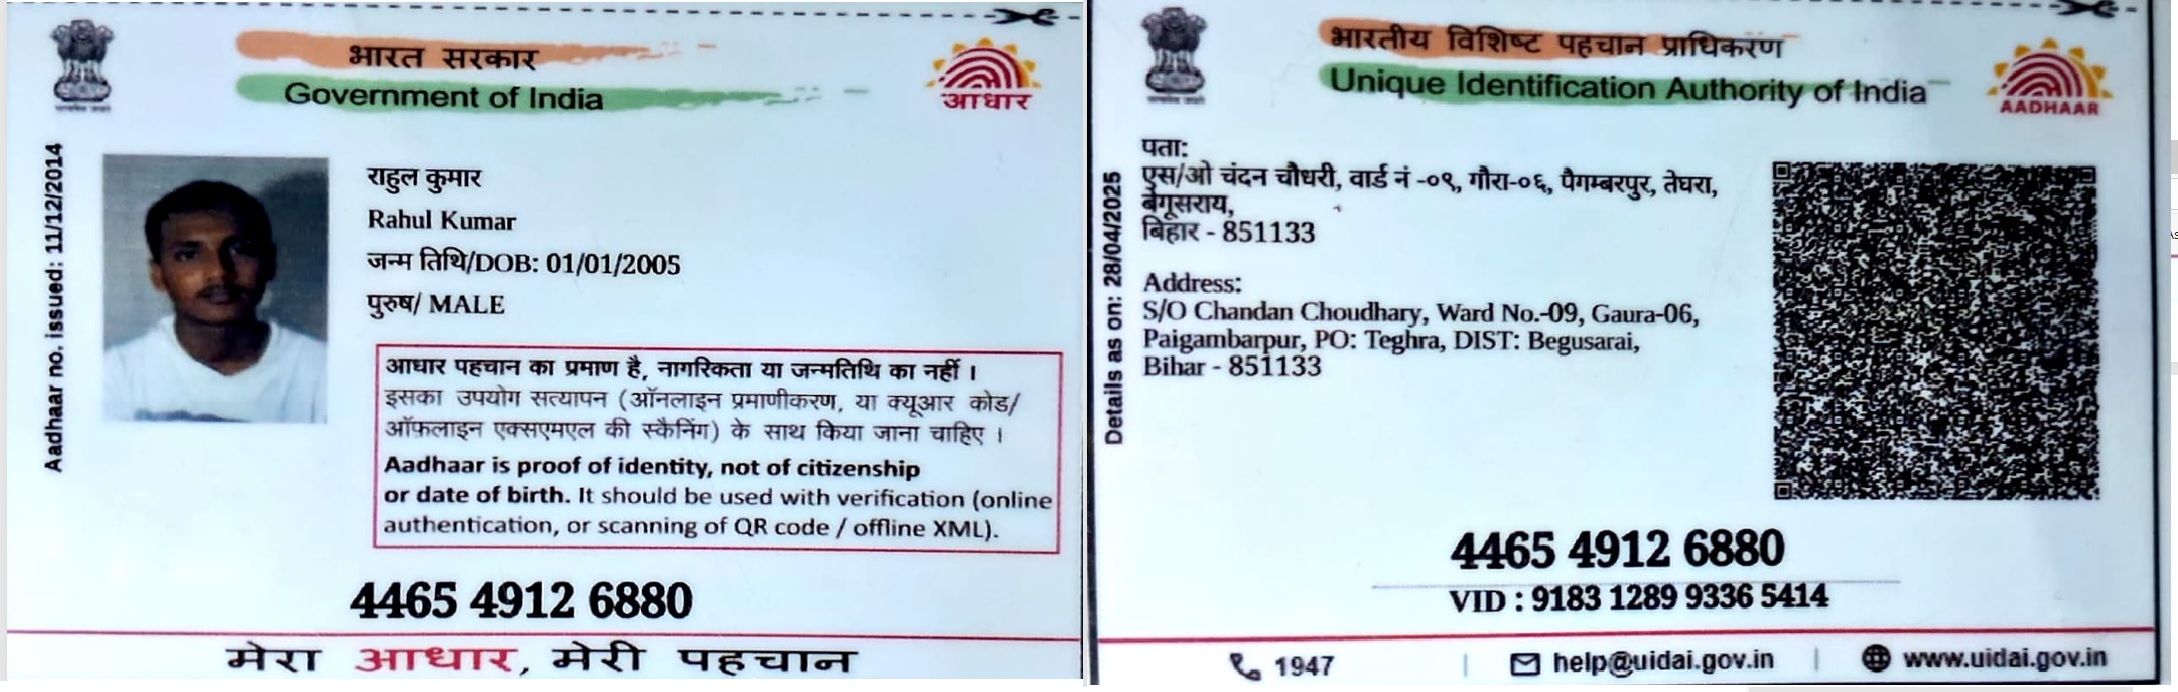 भारत सरकार
Government of India
आधार
Aadhaar no. issued: 11/12/2014
राहुल कुमार
Rahul Kumar
जन्म तिथि/DOB: 01/01/2005
पुरुष/ MALE
आधार पहचान का प्रमाण है, नागरिकता या जन्मतिथि का नहीं ।
इसका उपयोग सत्यापन (ऑनलाइन प्रमाणीकरण, या क्यूआर कोड/
ऑफ़लाइन एक्सएमएल की स्कैनिंग) के साथ किया जाना चाहिए ।
Aadhaar is proof of identity, not of citizenship
or date of birth. It should be used with verification (online
authentication, or scanning of QR code / offline XML).
4465 4912 6880
मेरा आधार, मेरी पहचान
भारतीय विशिष्ट पहचान प्राधिकरण
Unique Identification Authority of India
AADHAAR
Details as on: 28/04/2025
पता:
एस/ओ चंदन चौधरी, वार्ड नं -०९, गौरा-०६, पैगम्बरपुर, तेघरा,
बेगूसराय,
बिहार - 851133
Address:
S/O Chandan Choudhary, Ward No.-09, Gaura-06,
Paigambarpur, PO: Teghra, DIST: Begusarai,
Bihar - 851133
4465 4912 6880
VID : 9183 1289 9336 5414
1947
help@uidai.gov.in
www.uidai.gov.in